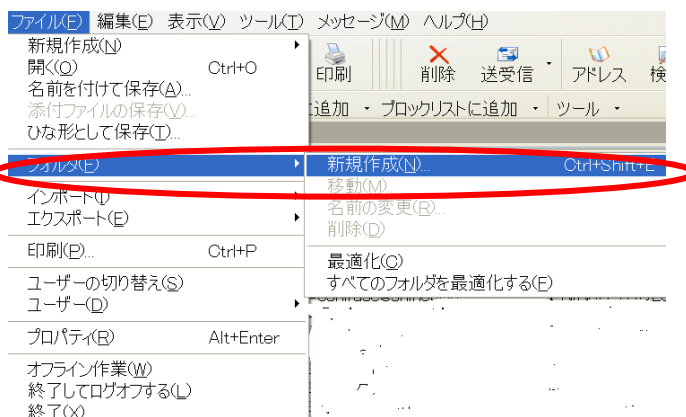 ファイル(F) 編集(E) 表示(V) ツール(T) メッセージ(M) ヘルプ(H)
印刷 削除 送受信 アドレス 検
に追加 ・ ブロックリストに追加 ・ ツール ・
新規作成(N)
開く(O) Ctrl+O
名前を付けて保存(A)...
添付ファイルの保存(V)...
ひな形として保存(T)...
フォルダ(F)
インポート(I)
エクスポート(E)
印刷(P)... Ctrl+P
ユーザーの切り替え(S)
ユーザー(D)
プロパティ(R) Alt+Enter
オフライン作業(W)
終了してログオフする(L)
終了(X)
新規作成(N)... Ctrl+Shift+E
移動(M)...
名前の変更(R)...
削除(D)
最適化(C)
すべてのフォルダを最適化する(F)